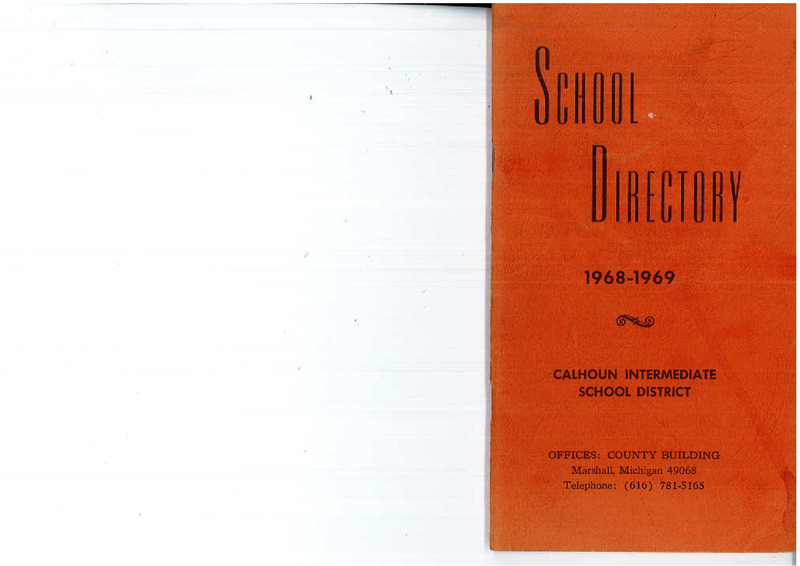 SCHOOL
DIRECTORY
1968-1969
CALHOUN INTERMEDIATE
SCHOOL DISTRICT
OFFICES: COUNTY BUILDING
Marshall, Michigan 49068
Telephone: (616) 781-5165